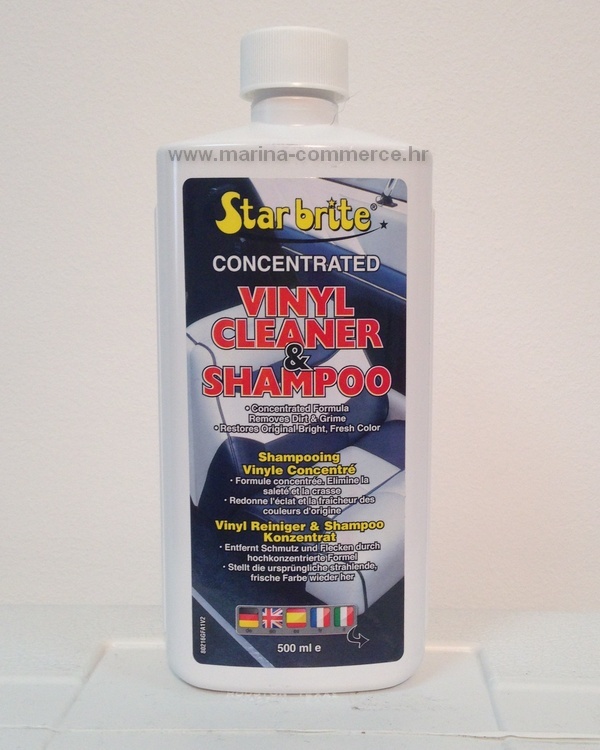 www.marina-commerce.hr
Star brite®
CONCENTRATED
VINYL
CLEANER
&
SHAMPOO
• Concentrated Formula
Removes Dirt & Grime
• Restores Original Bright, Fresh Color
Shampooing
Vinyle Concentré
• Formule concentrée. Elimine la
saleté et la crasse
• Redonne l'éclat et la fraîcheur des
couleurs d'origine
Vinyl Reiniger & Shampoo
Konzentrat
• Entfernt Schmutz und Flecken durch
hochkonzentrierte Formel
• Stellt die ursprüngliche strahlende,
frische Farbe wieder her
500 ml e
80216GFA1V2